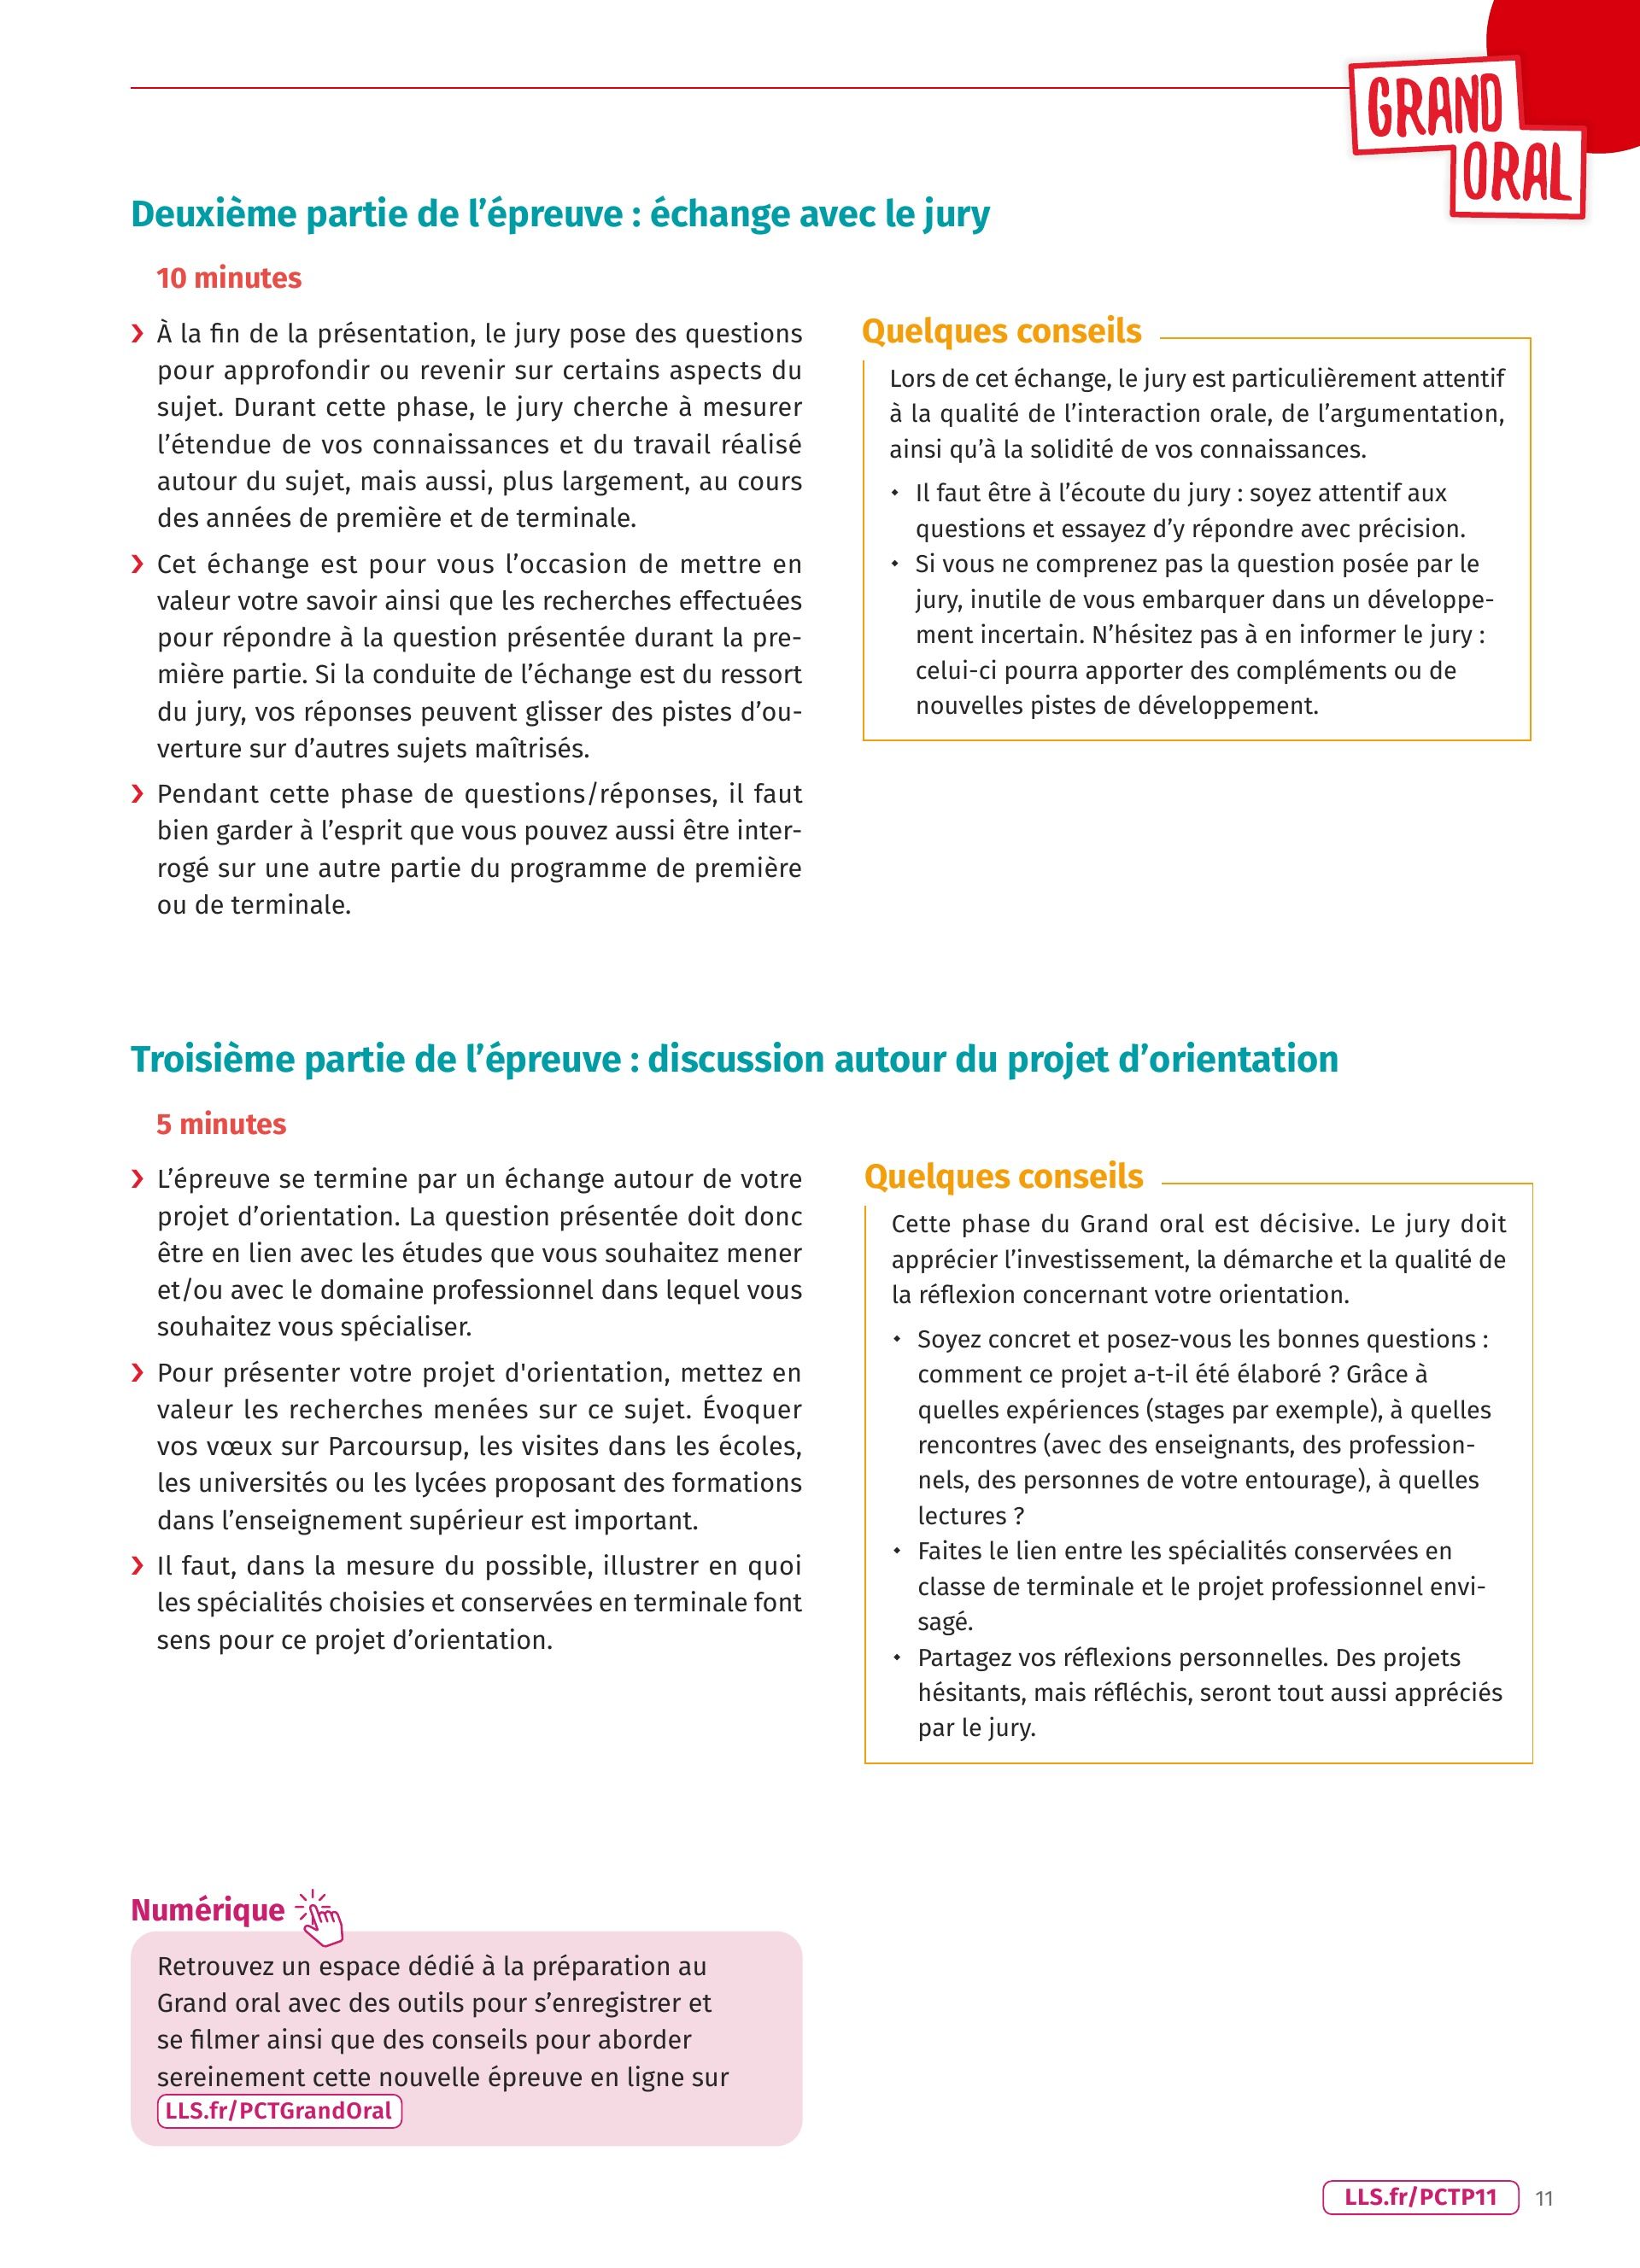 GRAND
ORAL
Deuxième partie de l’épreuve : échange avec le jury
10 minutes
› À la fin de la présentation, le jury pose des questions
pour approfondir ou revenir sur certains aspects du
sujet. Durant cette phase, le jury cherche à mesurer
l’étendue de vos connaissances et du travail réalisé
autour du sujet, mais aussi, plus largement, au cours
des années de première et de terminale.
› Cet échange est pour vous l’occasion de mettre en
valeur votre savoir ainsi que les recherches effectuées
pour répondre à la question présentée durant la pre-
mière partie. Si la conduite de l’échange est du ressort
du jury, vos réponses peuvent glisser des pistes d’ou-
verture sur d’autres sujets maîtrisés.
› Pendant cette phase de questions/réponses, il faut
bien garder à l’esprit que vous pouvez aussi être inter-
rogé sur une autre partie du programme de première
ou de terminale.
Quelques conseils
Lors de cet échange, le jury est particulièrement attentif
à la qualité de l’interaction orale, de l’argumentation,
ainsi qu’à la solidité de vos connaissances.
• Il faut être à l’écoute du jury : soyez attentif aux
questions et essayez d’y répondre avec précision.
• Si vous ne comprenez pas la question posée par le
jury, inutile de vous embarquer dans un développe-
ment incertain. N’hésitez pas à en informer le jury :
celui-ci pourra apporter des compléments ou de
nouvelles pistes de développement.
Troisième partie de l’épreuve : discussion autour du projet d’orientation
5 minutes
› L’épreuve se termine par un échange autour de votre
projet d’orientation. La question présentée doit donc
être en lien avec les études que vous souhaitez mener
et/ou avec le domaine professionnel dans lequel vous
souhaitez vous spécialiser.
› Pour présenter votre projet d'orientation, mettez en
valeur les recherches menées sur ce sujet. Évoquer
vos vœux sur Parcoursup, les visites dans les écoles,
les universités ou les lycées proposant des formations
dans l’enseignement supérieur est important.
› Il faut, dans la mesure du possible, illustrer en quoi
les spécialités choisies et conservées en terminale font
sens pour ce projet d’orientation.
Quelques conseils
Cette phase du Grand oral est décisive. Le jury doit
apprécier l’investissement, la démarche et la qualité de
la réflexion concernant votre orientation.
• Soyez concret et posez-vous les bonnes questions :
comment ce projet a-t-il été élaboré ? Grâce à
quelles expériences (stages par exemple), à quelles
rencontres (avec des enseignants, des profession-
nels, des personnes de votre entourage), à quelles
lectures ?
• Faites le lien entre les spécialités conservées en
classe de terminale et le projet professionnel envi-
sagé.
• Partagez vos réflexions personnelles. Des projets
hésitants, mais réfléchis, seront tout aussi appréciés
par le jury.
Numérique
Retrouvez un espace dédié à la préparation au
Grand oral avec des outils pour s’enregistrer et
se filmer ainsi que des conseils pour aborder
sereinement cette nouvelle épreuve en ligne sur
LLS.fr/PCTGrandOral
LLS.fr/PCTP11 11